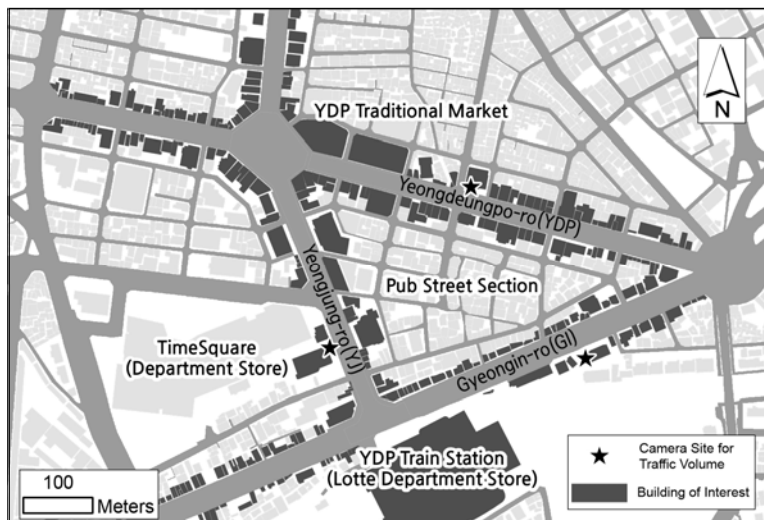 N
YDP Traditional Market
Yeongdeungpo-ro(YDP)
Yeongjung-ro(YJ)
Pub Street Section
TimeSquare
(Department Store)
Gyeongin-ro(GI)
YDP Train Station
(Lotte Department Store)
100
Meters
Camera Site for
Traffic Volume
Building of Interest